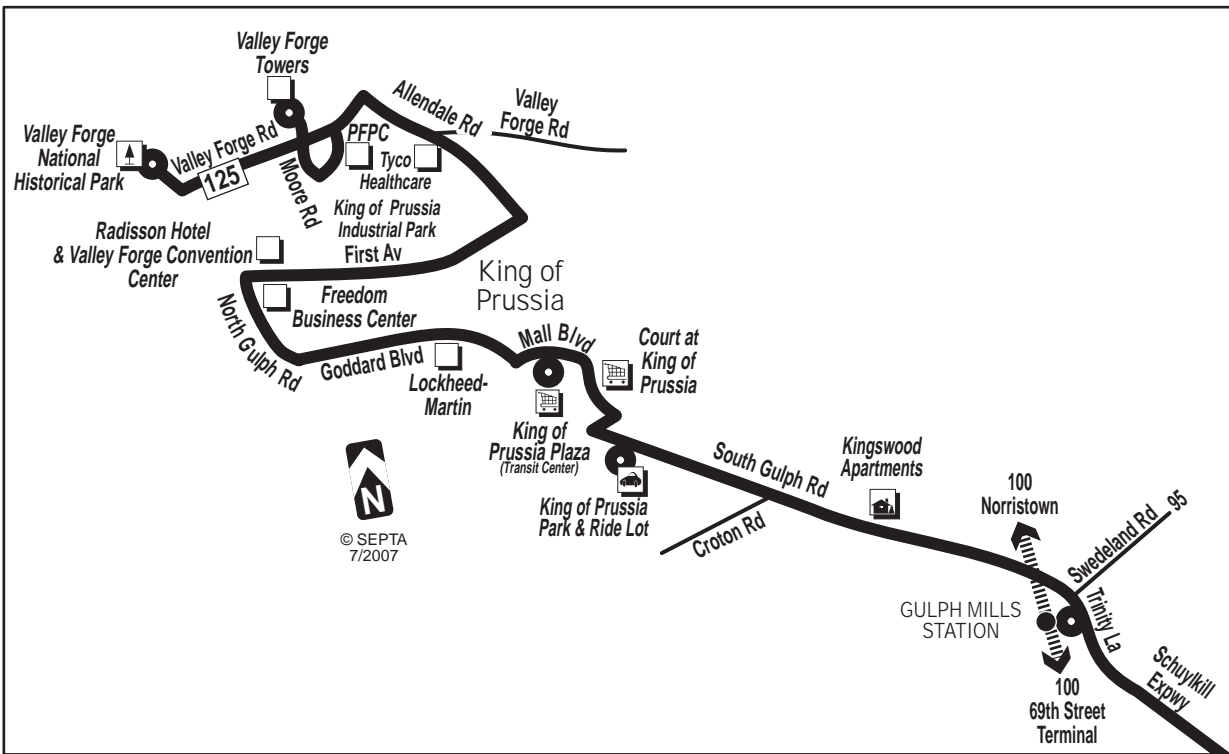 Valley Forge
Towers
Allendale Rd
Valley
Forge Rd
Valley Forge
National
Historical Park
Valley Forge Rd
125
PFPC
Tyco
Healthcare
Moore Rd
King of Prussia
Industrial Park
Radisson Hotel
& Valley Forge Convention
Center
First Av
King of
Prussia
Freedom
Business Center
North Gulph Rd
Goddard Blvd
Lockheed-
Martin
Mall Blvd
Court at
King of
Prussia
King of
Prussia Plaza
(Transit Center)
King of Prussia
Park & Ride Lot
South Gulph Rd
Kingswood
Apartments
Croton Rd
N
© SEPTA
7/2007
100
Norristown
Swedeland Rd
95
GULPH MILLS
STATION
Trinity La
Schuylkill
Expwy
100
69th Street
Terminal